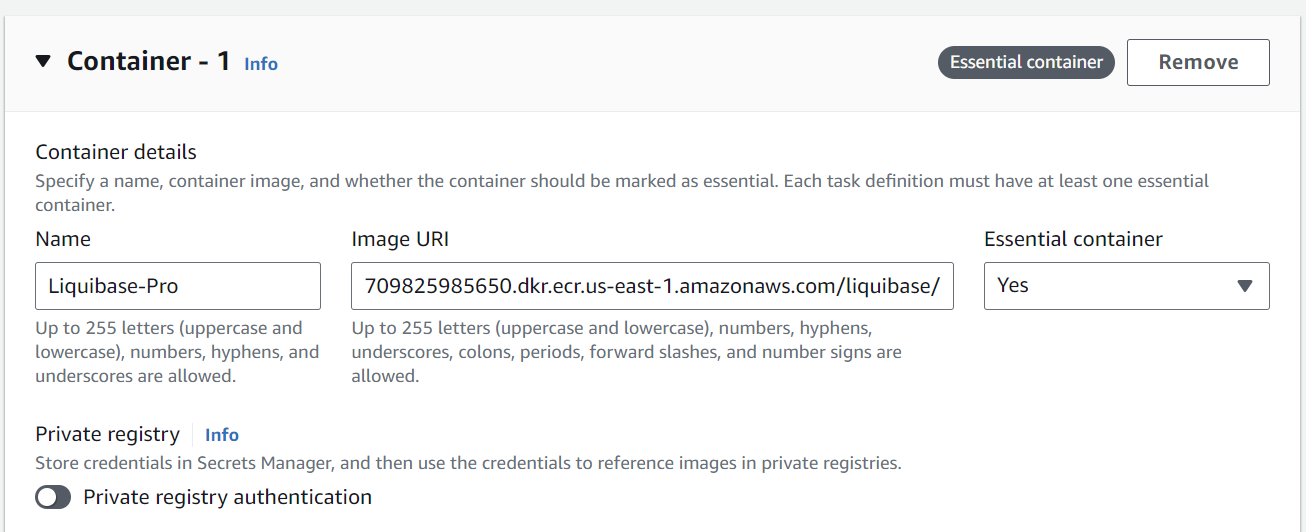 Container - 1 Info
Essential container
Remove
Container details
Specify a name, container image, and whether the container should be marked as essential. Each task definition must have at least one essential
container.
Name
Liquibase-Pro
Up to 255 letters (uppercase and
lowercase), numbers, hyphens, and
underscores are allowed.
Image URI
709825985650.dkr.ecr.us-east-1.amazonaws.com/liquibase/
Up to 255 letters (uppercase and lowercase), numbers, hyphens,
underscores, colons, periods, forward slashes, and number signs are
allowed.
Essential container
Yes
Private registry Info
Store credentials in Secrets Manager, and then use the credentials to reference images in private registries.
Private registry authentication